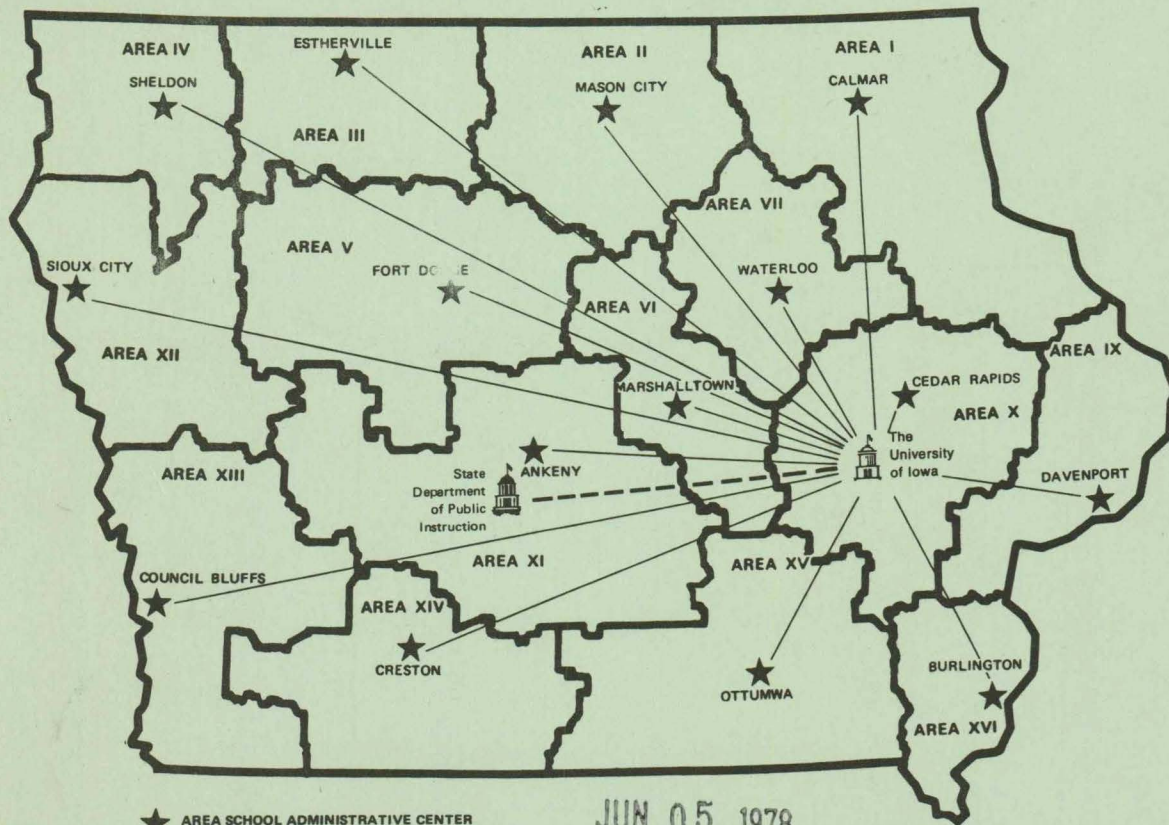 AREA IV
SHELDON
ESTHERVILLE
AREA III
AREA II
MASON CITY
AREA I
CALMAR
AREA VII
WATERLOO
AREA V
FORT DODGE
AREA VI
SIOUX CITY
AREA XII
MARSHALLTOWN
AREA IX
CEDAR RAPIDS
AREA X
The
University
of Iowa
DAVENPORT
AREA XIII
ANKENY
State
Department
of Public
Instruction
AREA XI
COUNCIL BLUFFS
AREA XIV
CRESTON
AREA XV
OTTUMWA
BURLINGTON
AREA XVI
AREA SCHOOL ADMINISTRATIVE CENTER
JUN 05 1978